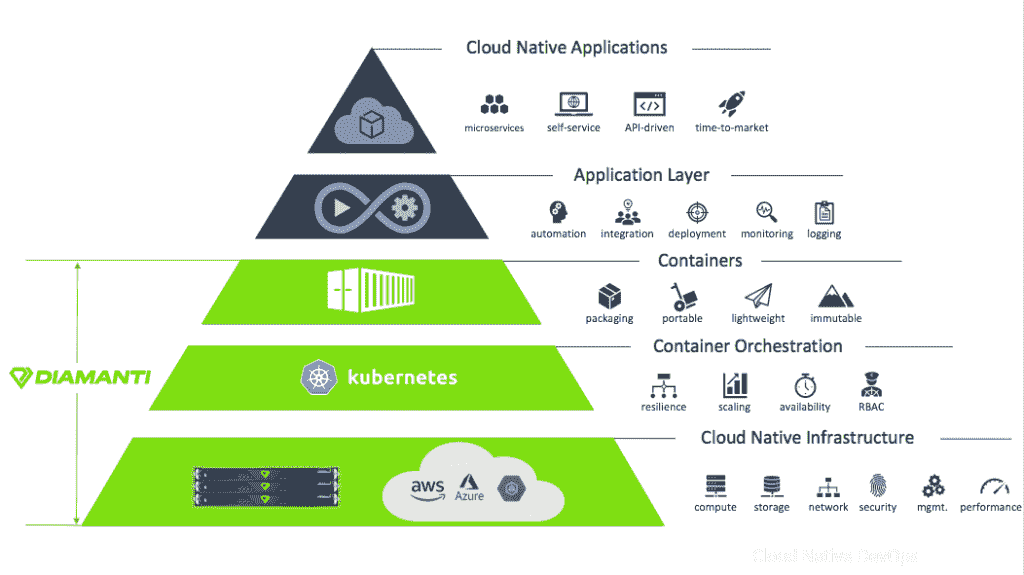 Cloud Native Applications
microservices self-service API-driven time-to-market
Application Layer
automation integration deployment monitoring logging
Containers
packaging portable lightweight immutable
Container Orchestration
kubernetes
DIAMANTI
resilience scaling availability RBAC
Cloud Native Infrastructure
aws Azure
compute storage network security mgmt. performance
Cloud Native DevOps